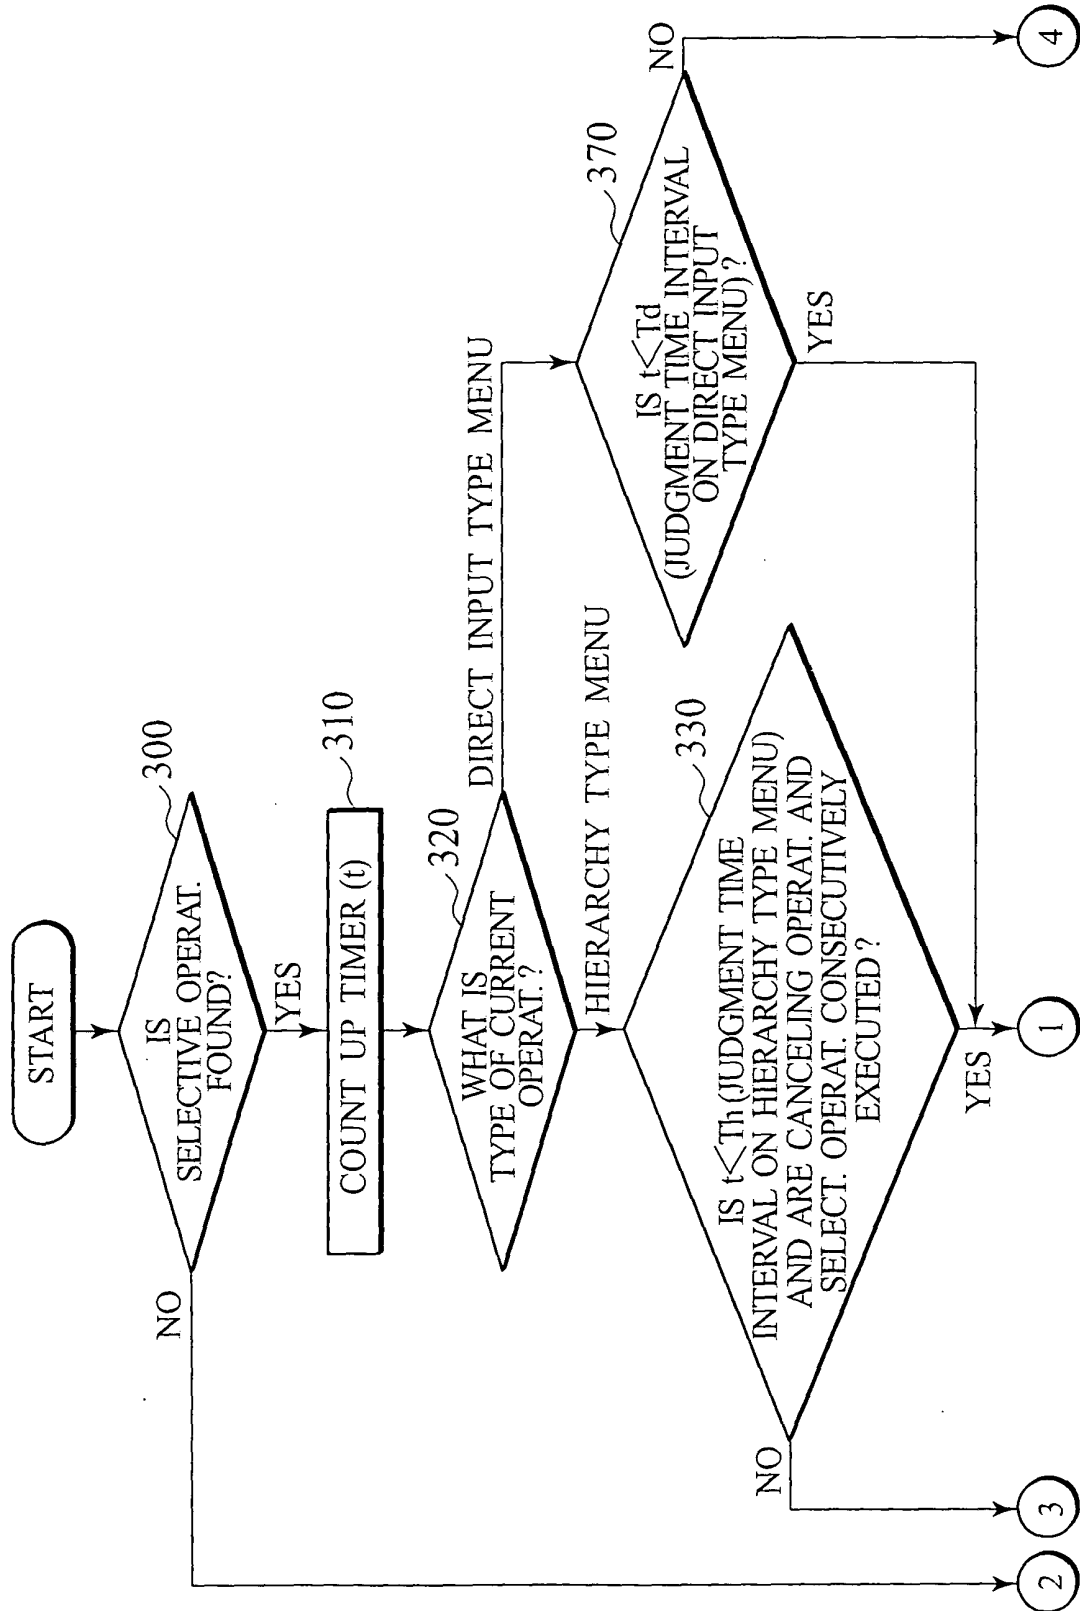 START
300
IS
SELECTIVE OPERAT.
FOUND?
NO
YES
310
COUNT UP TIMER (t)
320
WHAT IS
TYPE OF CURRENT
OPERAT.?
DIRECT INPUT TYPE MENU
HIERARCHY TYPE MENU
330
IS t<Th (JUDGMENT TIME
INTERVAL ON HIERARCHY TYPE MENU)
AND ARE CANCELING OPERAT. AND
SELECT. OPERAT. CONSECUTIVELY
EXECUTED?
NO
YES
370
IS t<Td
(JUDGMENT TIME INTERVAL
ON DIRECT INPUT
TYPE MENU)?
NO
YES
2
3
1
4